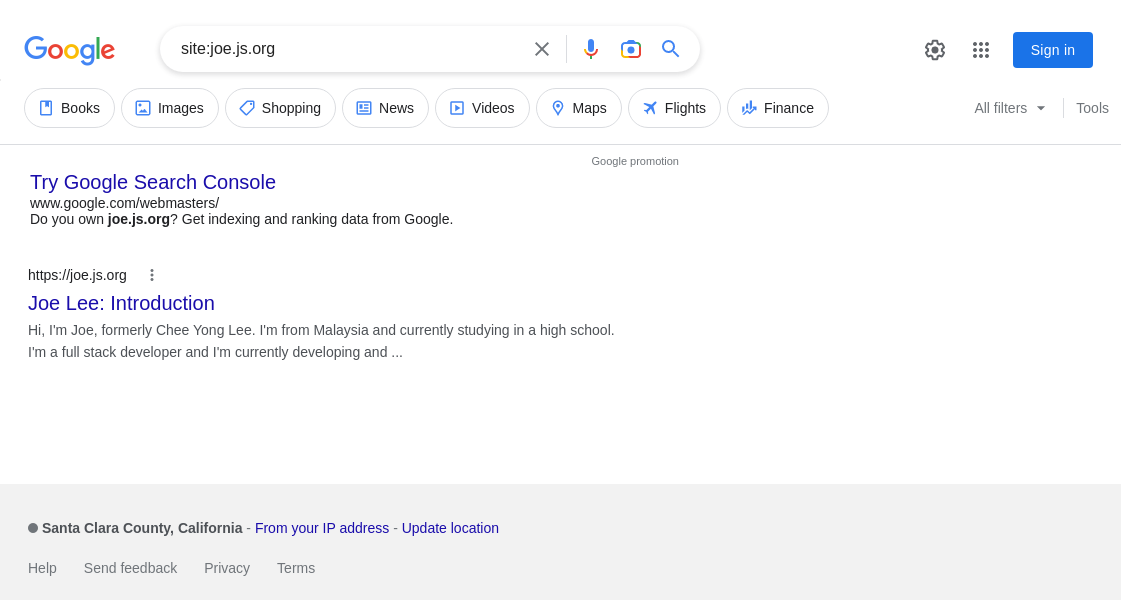 Google
site:joe.js.org
Sign in
Books
Images
Shopping
News
Videos
Maps
Flights
Finance
All filters
Tools
Google promotion
Try Google Search Console
www.google.com/webmasters/
Do you own joe.js.org? Get indexing and ranking data from Google.
https://joe.js.org
Joe Lee: Introduction
Hi, I'm Joe, formerly Chee Yong Lee. I'm from Malaysia and currently studying in a high school.
I'm a full stack developer and I'm currently developing and ...
Santa Clara County, California - From your IP address - Update location
Help
Send feedback
Privacy
Terms